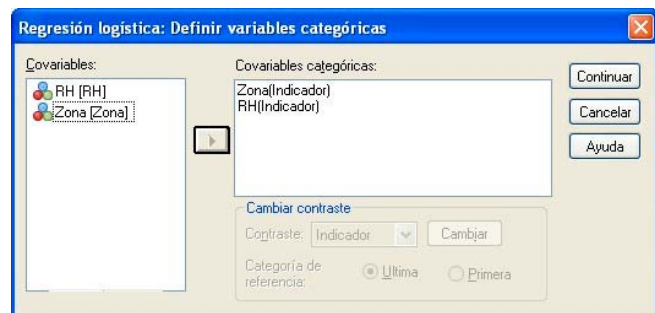 Regresión logística: Definir variables categóricas
Covariables:
RH [RH]
Zona [Zona]
Covariables categóricas:
Zona(Indicador)
RH(Indicador)
Continuar
Cancelar
Ayuda
Cambiar contraste
Contraste: Indicador Cambiar
Categoría de referencia: Ultima Primera